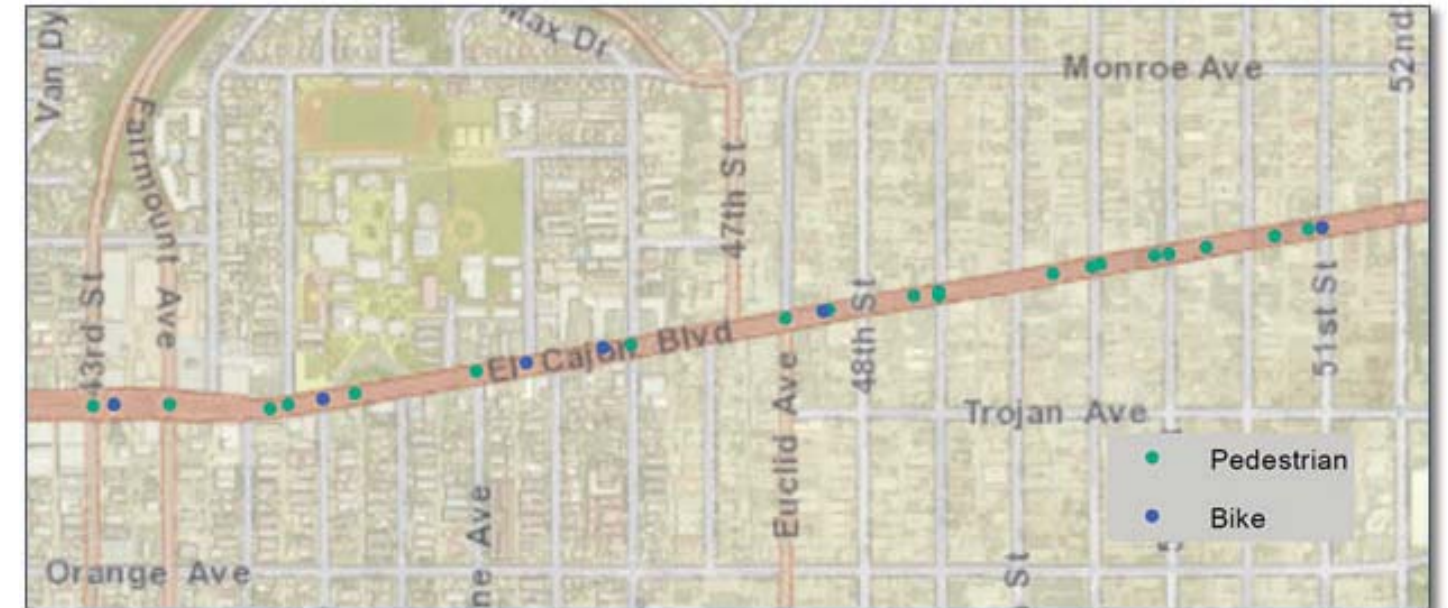 Van Dy
Max Dr
Monroe Ave
52nd
Fairmount Ave
47th St
43rd St
El Cajon Blvd
48th St
51st St
Euclid Ave
Trojan Ave
Pedestrian
Bike
Orange Ave
ne Ave
St